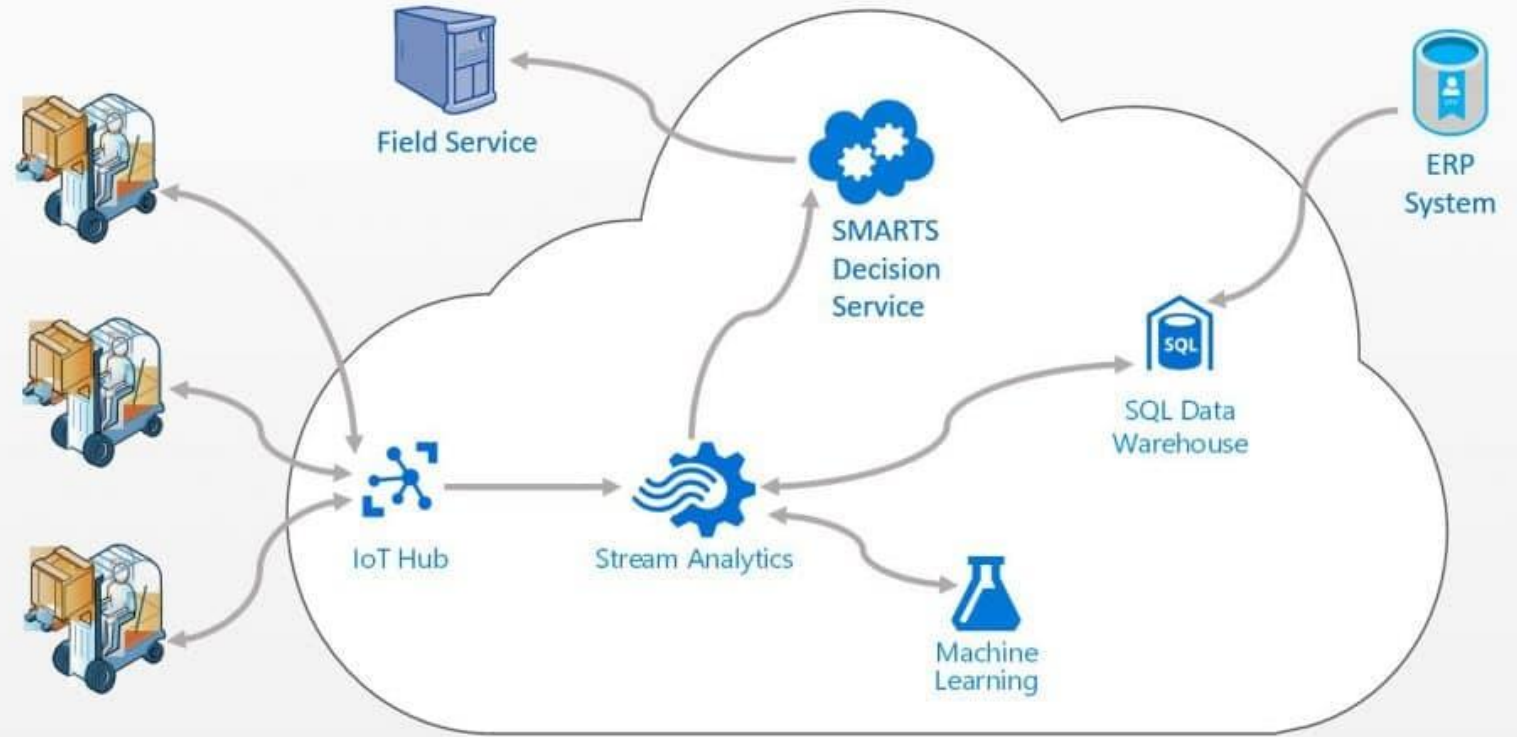 Field Service
ERP
System
SMARTS
Decision
Service
SQL
SQL Data
Warehouse
IoT Hub
Stream Analytics
Machine
Learning